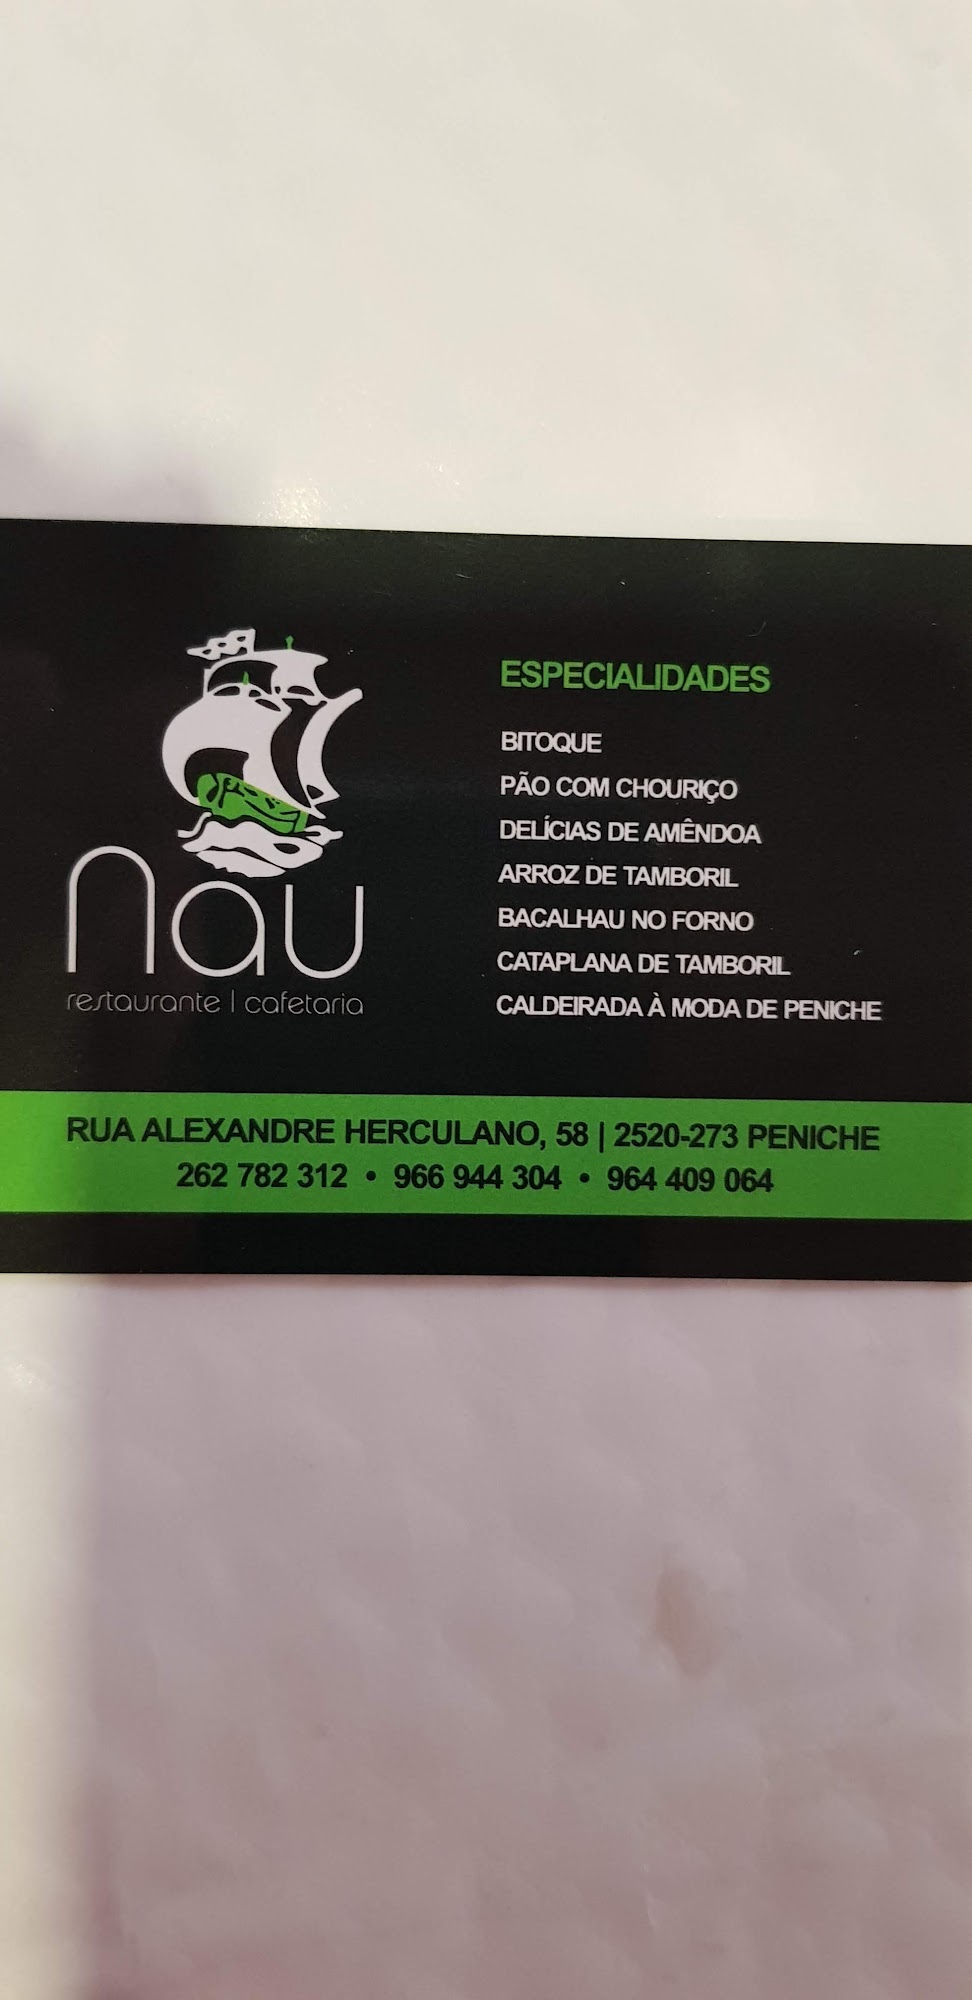 nau
restaurante | cafetaria
ESPECIALIDADES
BITOQUE
PÃO COM CHOURIÇO
DELÍCIAS DE AMÊNDOA
ARROZ DE TAMBORIL
BACALHAU NO FORNO
CATAPLANA DE TAMBORIL
CALDEIRADA À MODA DE PENICHE
RUA ALEXANDRE HERCULANO, 58 | 2520-273 PENICHE
262 782 312 • 966 944 304 • 964 409 064